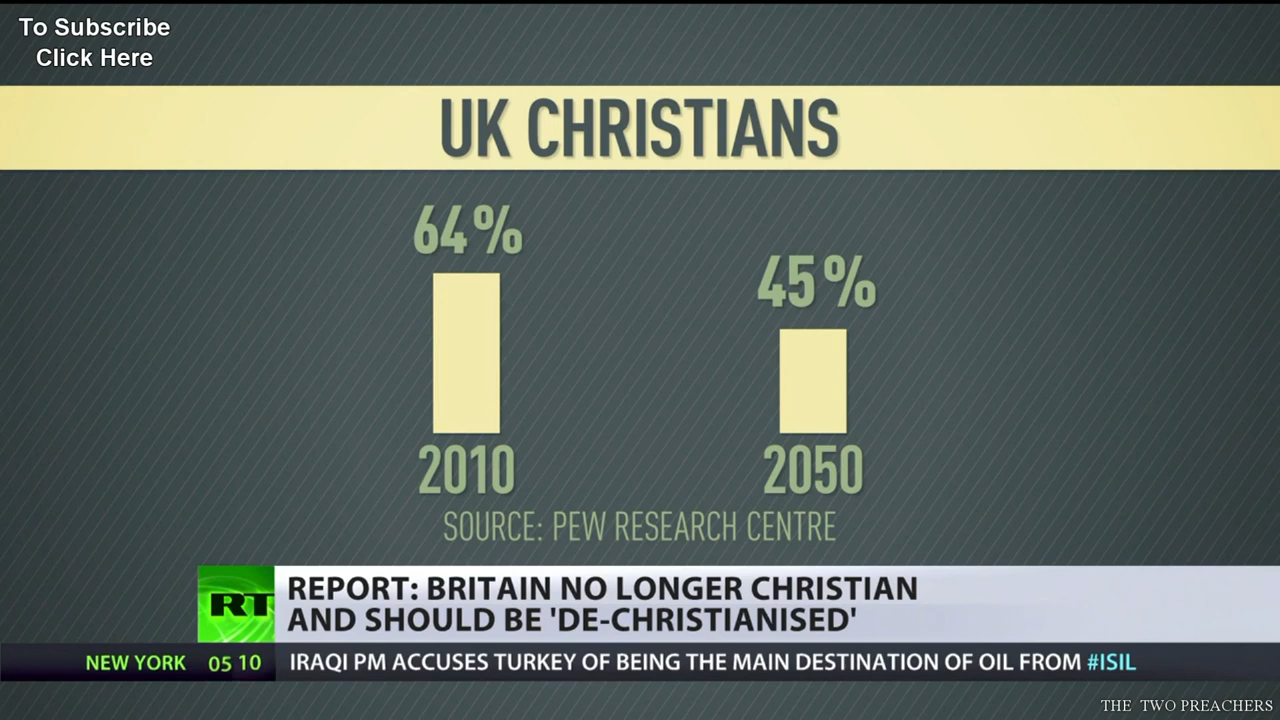 To Subscribe
Click Here
UK CHRISTIANS
64%
45%
2010
2050
SOURCE: PEW RESEARCH CENTRE
RT
REPORT: BRITAIN NO LONGER CHRISTIAN
AND SHOULD BE 'DE-CHRISTIANISED'
NEW YORK 05 10
IRAQI PM ACCUSES TURKEY OF BEING THE MAIN DESTINATION OF OIL FROM #ISIL
THE TWO PREACHERS